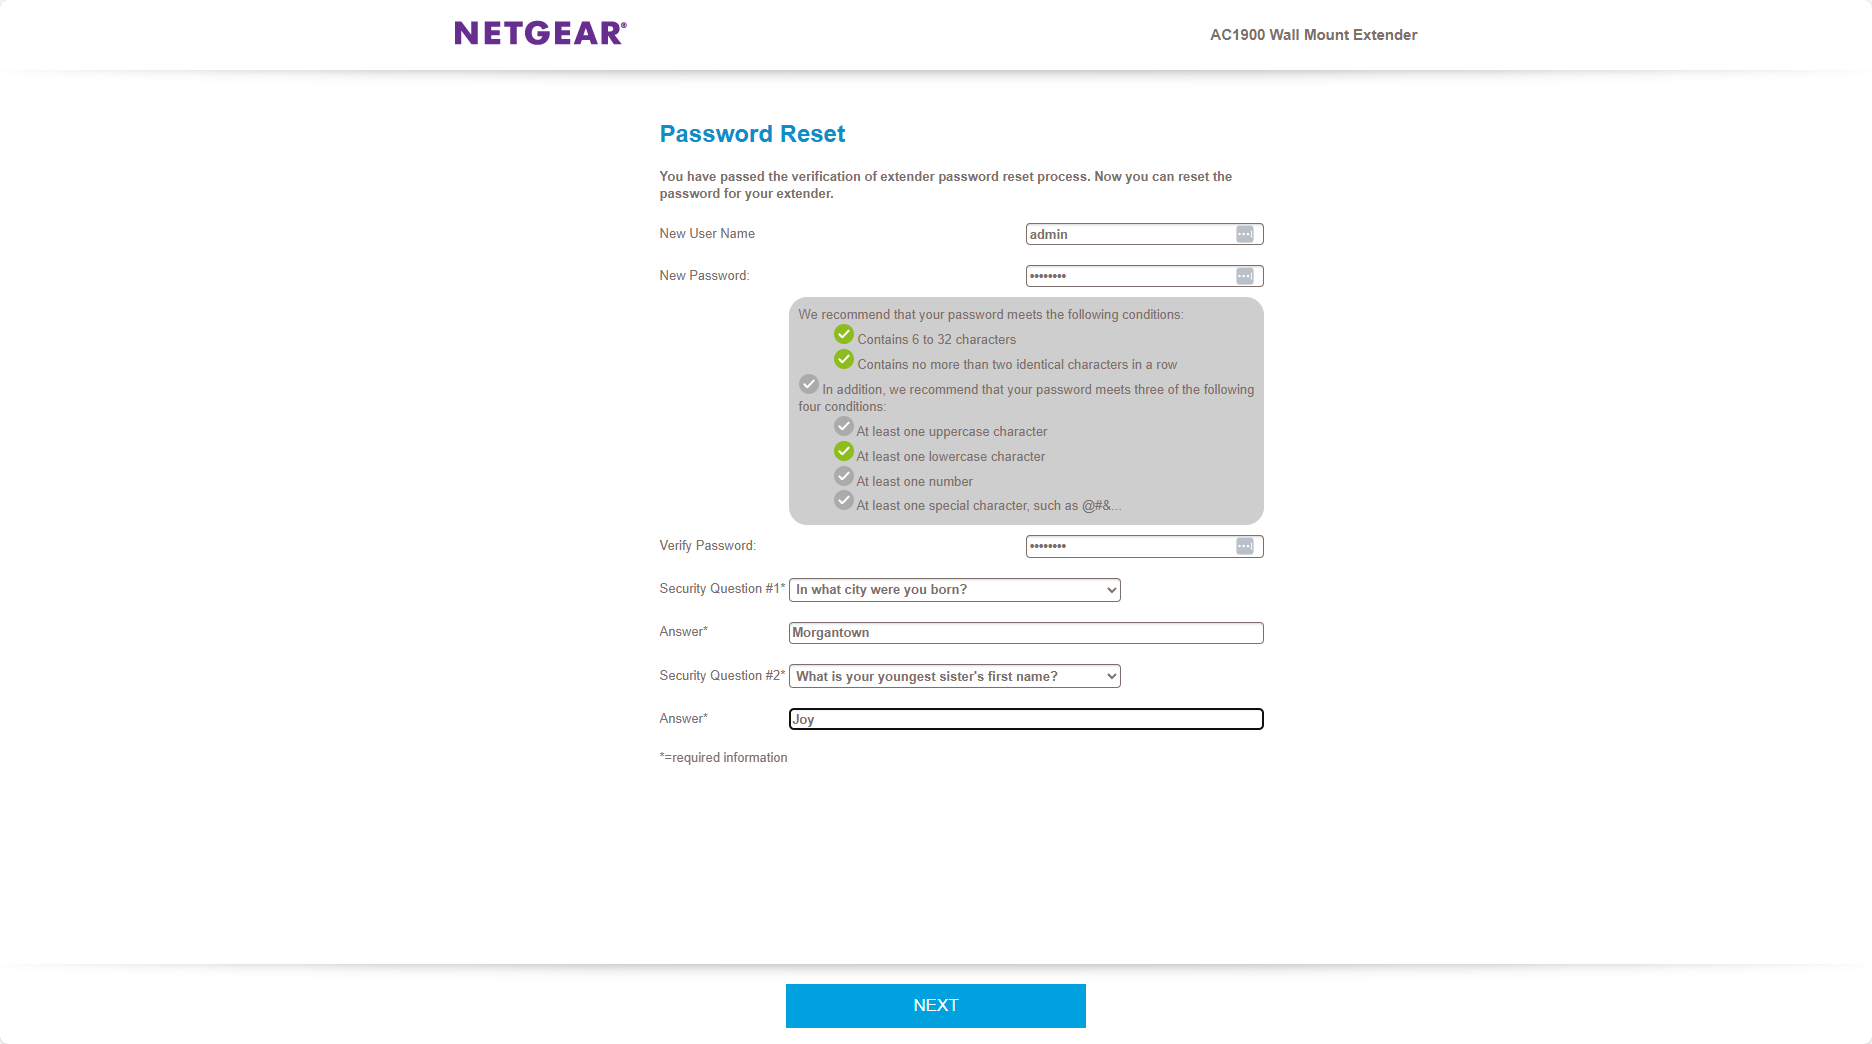 NETGEAR®
AC1900 Wall Mount Extender
Password Reset
You have passed the verification of extender password reset process. Now you can reset the
password for your extender.
New User Name
admin
New Password:
••••••••
We recommend that your password meets the following conditions:
Contains 6 to 32 characters
Contains no more than two identical characters in a row
In addition, we recommend that your password meets three of the following
four conditions:
At least one uppercase character
At least one lowercase character
At least one number
At least one special character, such as @#&...
Verify Password:
••••••••
Security Question #1* In what city were you born?
Answer* Morgantown
Security Question #2* What is your youngest sister's first name?
Answer* Joy
*=required information
NEXT